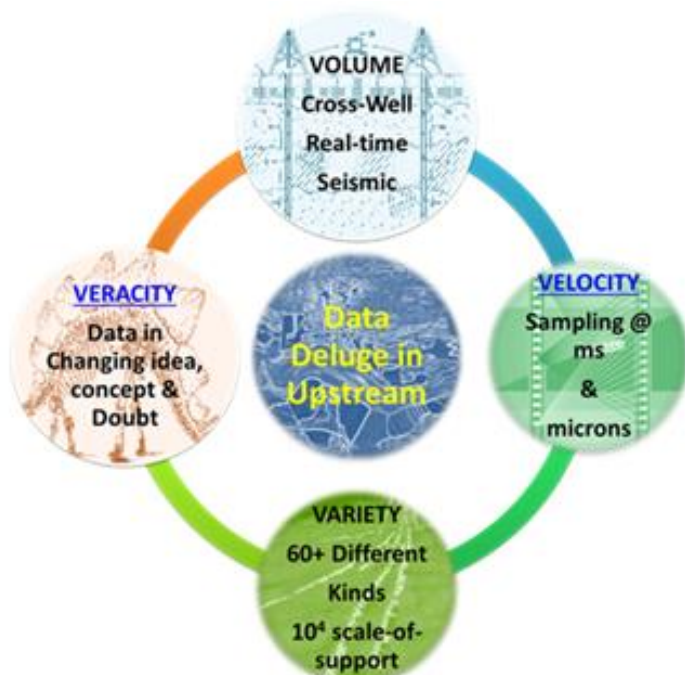 VOLUME
Cross-Well
Real-time
Seismic
VERACITY
Data in
Changing idea,
concept &
Doubt
Data
Deluge in
Upstream
VELOCITY
Sampling @
ms
&
microns
VARIETY
60+ Different
Kinds
10⁴ scale-of-
support